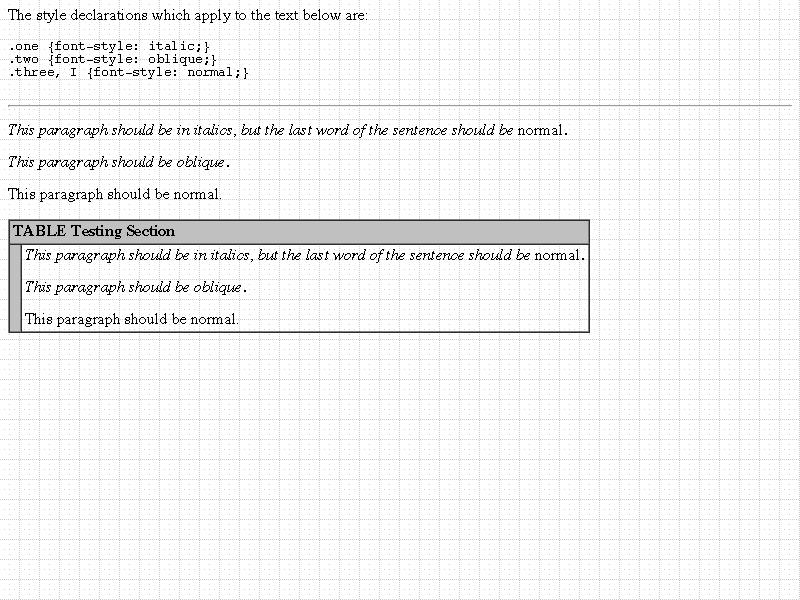 The style declarations which apply to the text below are:
.one {font-style: italic;}
.two {font-style: oblique;}
.three, I {font-style: normal;}
This paragraph should be in italics, but the last word of the sentence should be normal.
This paragraph should be oblique.
This paragraph should be normal.
TABLE Testing Section
This paragraph should be in italics, but the last word of the sentence should be normal.
This paragraph should be oblique.
This paragraph should be normal.